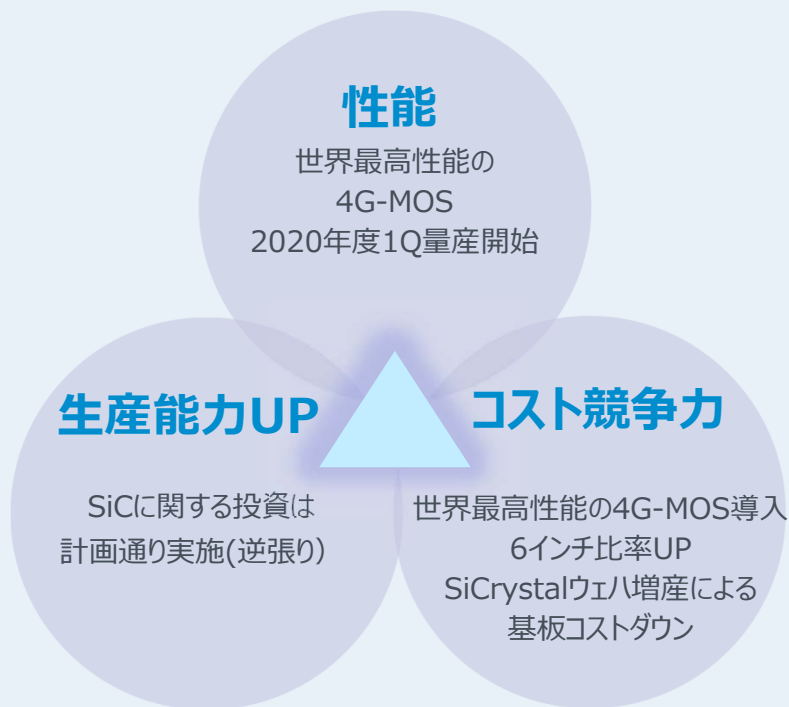 性能
世界最高性能の
4G-MOS
2020年度1Q量産開始
生産能力UP
SiCに関する投資は
計画通り実施(逆張り)
コスト競争力
世界最高性能の4G-MOS導入
6インチ比率UP
SiCrystalウェハ増産による
基板コストダウン